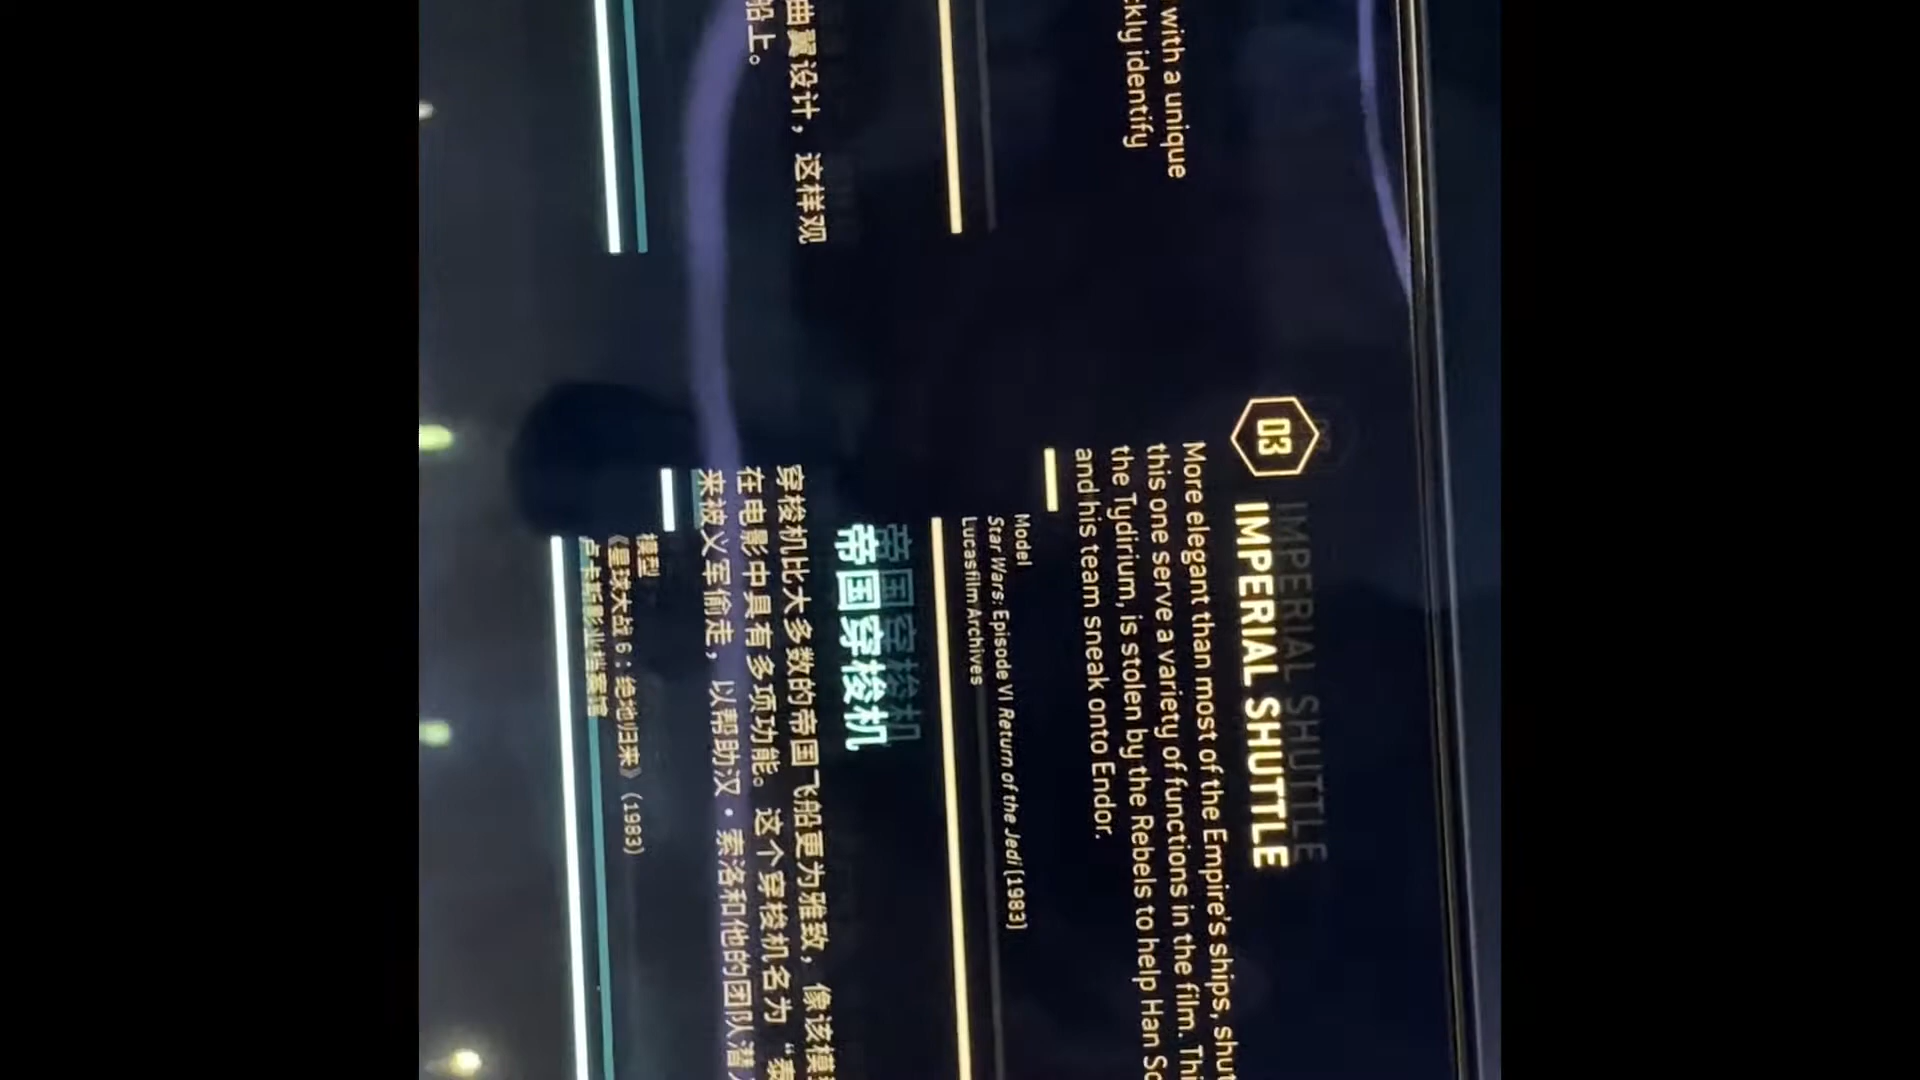 with a unique
ckly identify
曲翼设计，这样观
船上。
03
IMPERIAL SHUTTLE
More elegant than most of the Empire's ships, shut
this one serve a variety of functions in the film. Thi
the Tydirium, is stolen by the Rebels to help Han So
and his team sneak onto Endor.
Model
Star Wars: Episode VI Return of the Jedi (1983)
Lucasfilm Archives
帝国穿梭机
穿梭机比大多数的帝国飞船更为雅致，像该模
在电影中具有多项功能。这个穿梭机名为“泰
来被义军偷走，以帮助汉·索洛和他的团队潜入
模型
《星球大战 6：绝地归来》(1983)
卢卡斯影业档案馆